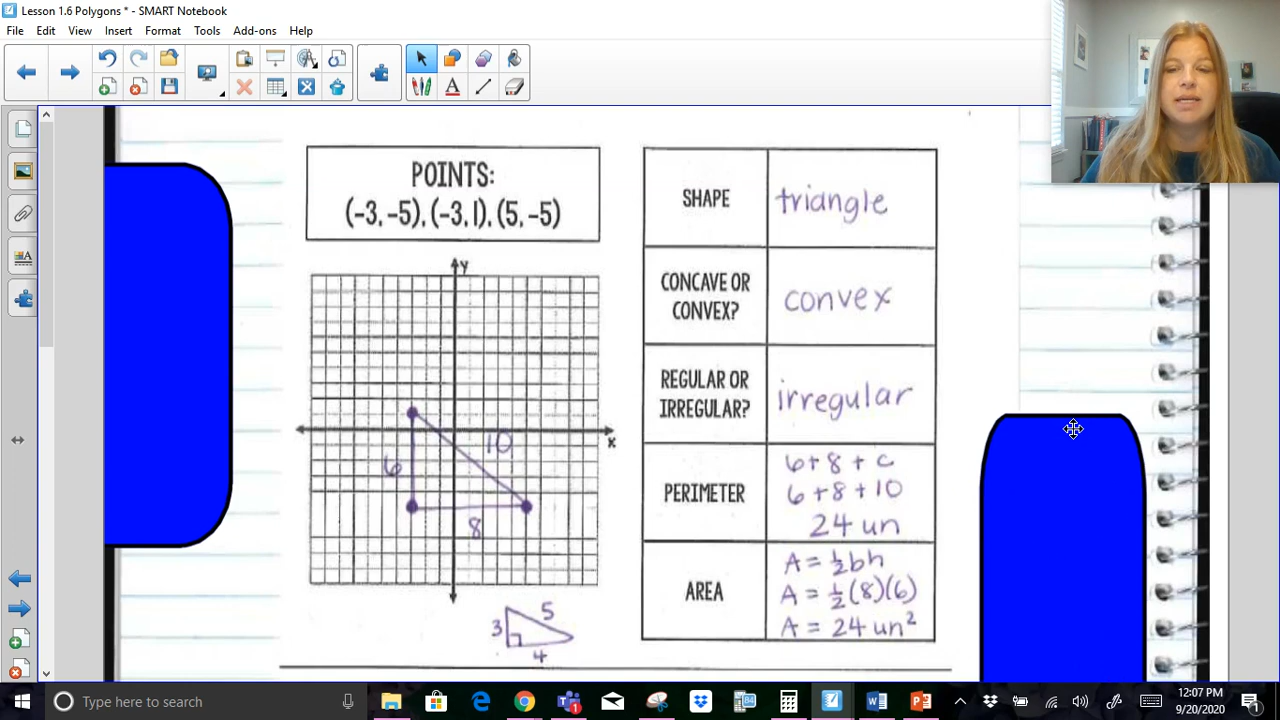 Lesson 1.6 Polygons * - SMART Notebook
File Edit View Insert Format Tools Add-ons Help
POINTS:
(-3, -5), (-3, 1), (5, -5)
y
x
6
10
8
3
5
4
SHAPE
triangle
CONCAVE OR
CONVEX?
convex
REGULAR OR
IRREGULAR?
irregular
PERIMETER
6+8+c
6+8+10
24 un
AREA
A = ½bh
A = ½(8)(6)
A = 24 un²
Type here to search
12:07 PM
9/20/2020